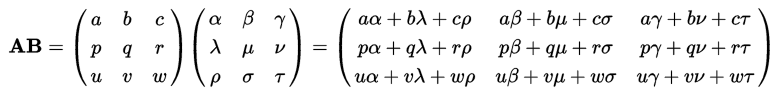 AB = ( a b c ) ( α β γ ) = ( aα + bλ + cρ aβ + bμ + cσ aγ + bν + cτ )
( p q r ) ( λ μ ν ) ( pα + qλ + rρ pβ + qμ + rσ pγ + qν + rτ )
( u v w ) ( ρ σ τ ) ( uα + vλ + wρ uβ + vμ + wσ uγ + vν + wτ )